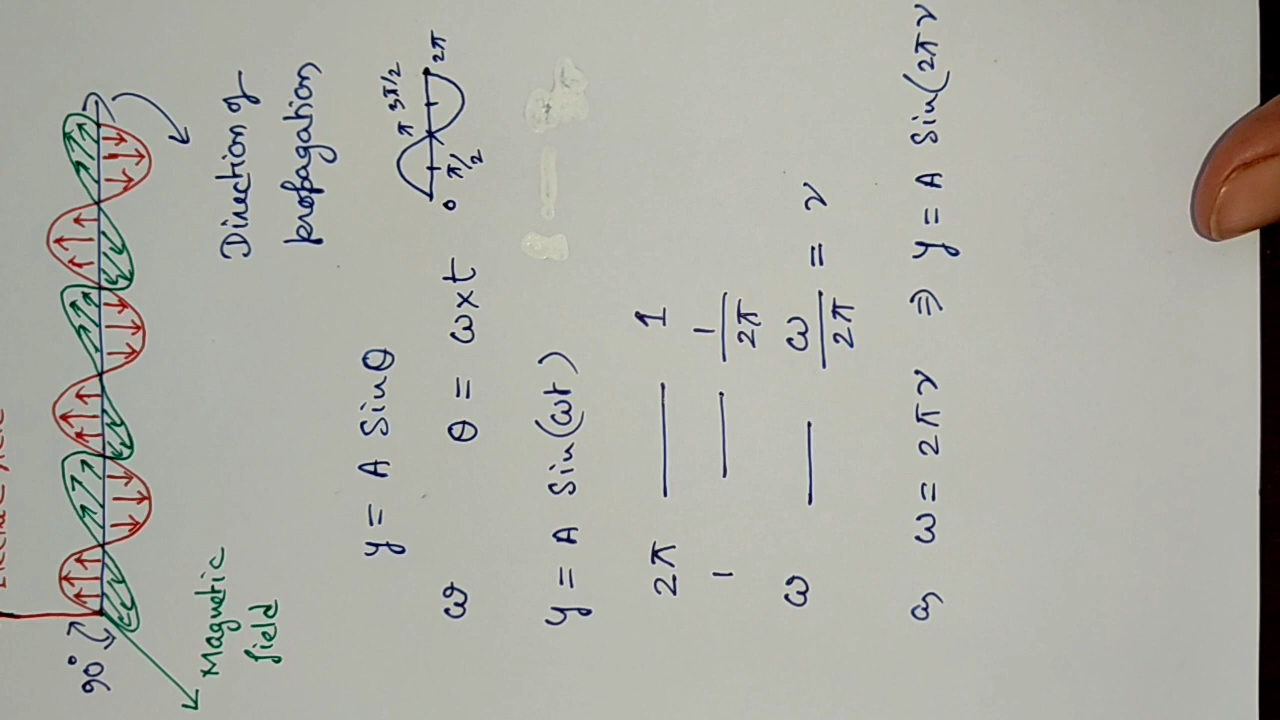 90°
Magnetic
field
Direction of
propagation
y = A Sinθ
0 π/2 π 3π/2 2π
ω θ = ω×t
y = A Sin(ωt)
2π — 1
1 — 1/2π
ω — ω/2π = ν
ω = 2πν ⇒ y = A Sin(2πν